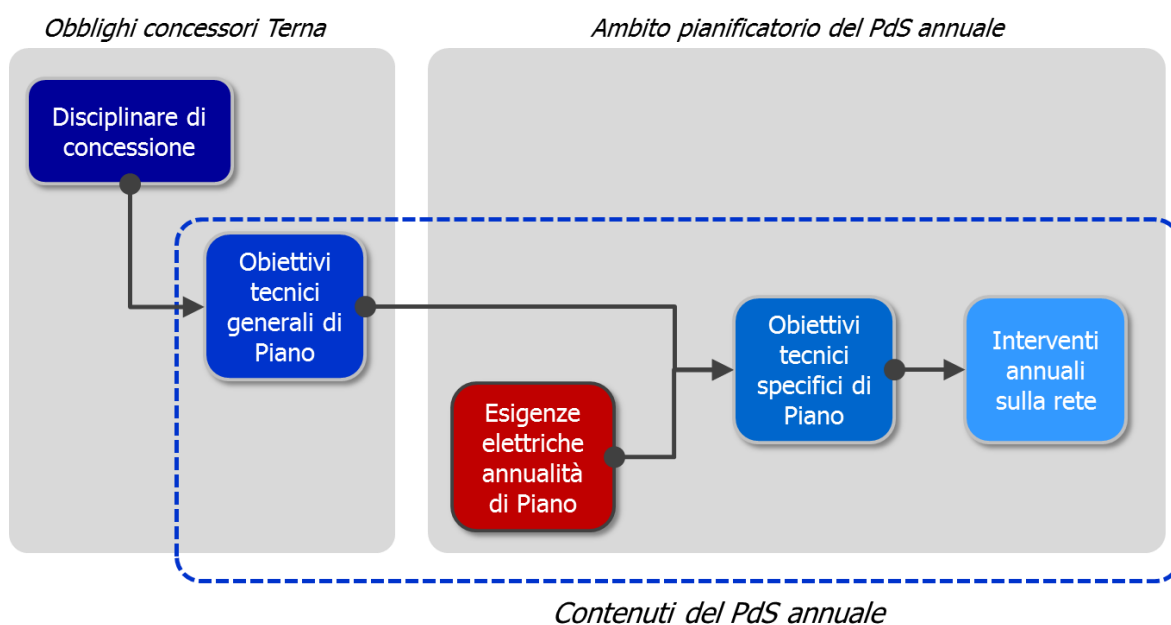 Obblighi concessori Terna
Ambito pianificatorio del PdS annuale
Disciplinare di
concessione
Obiettivi
tecnici
generali di
Piano
Esigenze
elettriche
annualità
di Piano
Obiettivi
tecnici
specifici di
Piano
Interventi
annuali
sulla rete
Contenuti del PdS annuale